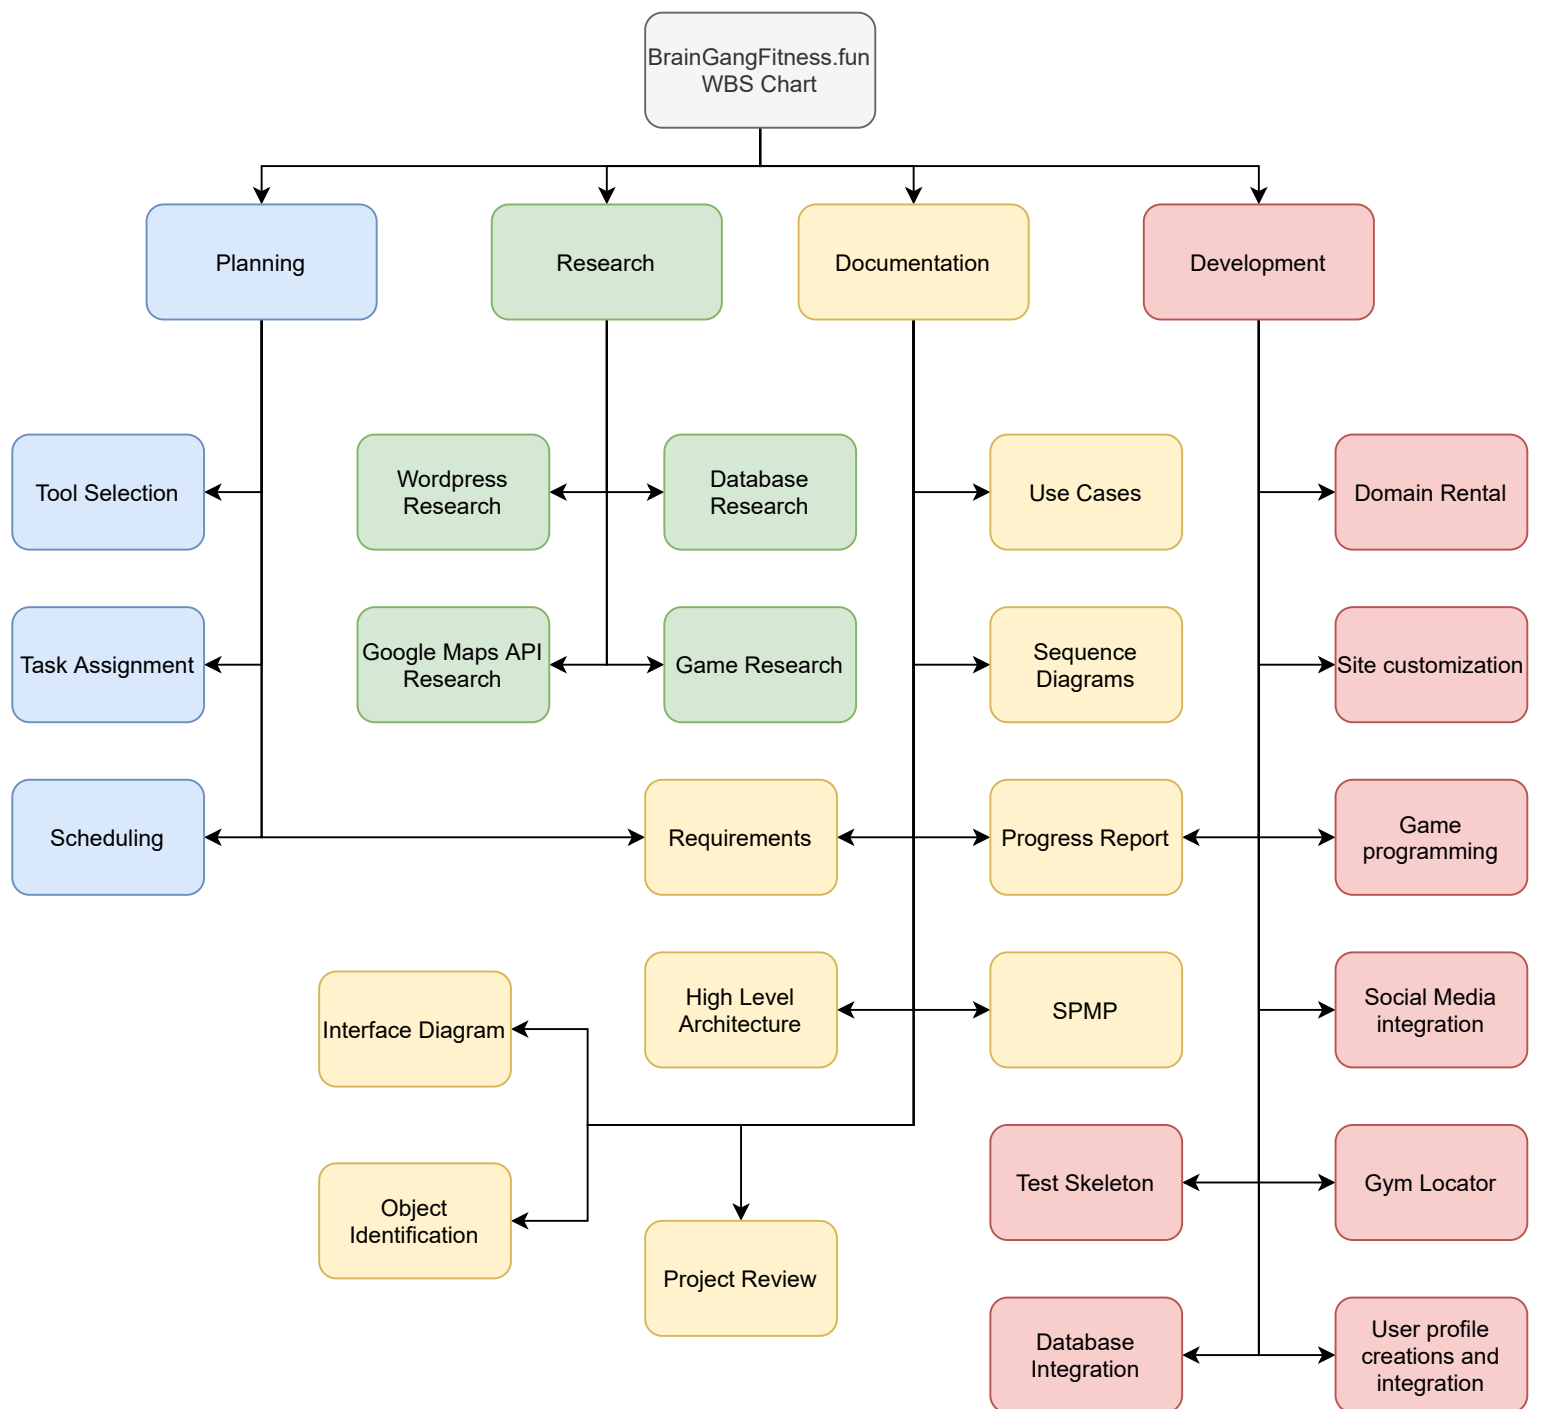 BrainGangFitness.fun
WBS Chart
Planning
Research
Documentation
Development
Tool Selection
Wordpress
Research
Database
Research
Use Cases
Domain Rental
Task Assignment
Google Maps API
Research
Game Research
Sequence
Diagrams
Site customization
Scheduling
Requirements
Progress Report
Game
programming
Interface Diagram
High Level
Architecture
SPMP
Social Media
integration
Object
Identification
Project Review
Test Skeleton
Gym Locator
Database
Integration
User profile
creations and
integration